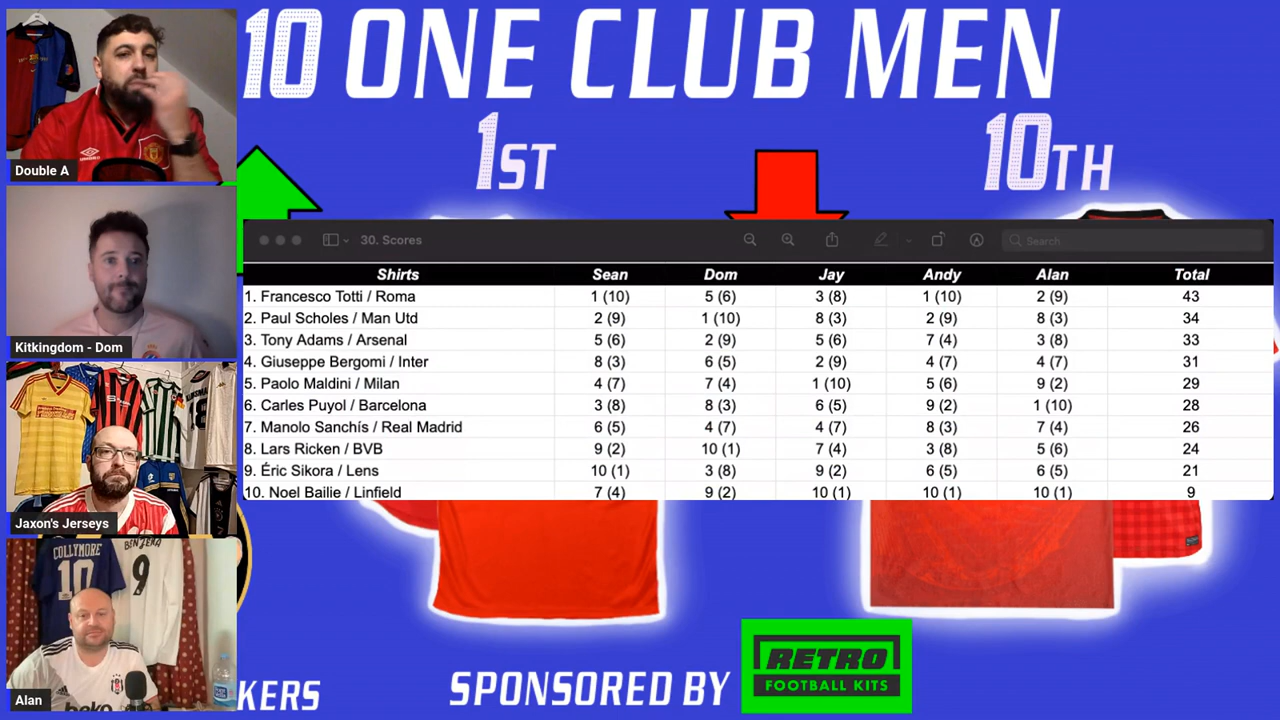 10 ONE CLUB MEN
1ST
10TH
Double A
Kitkingdom - Dom
Jaxon's Jerseys
COLLYMORE
10
BENZEMA
9
18
UMBRO
beko
Alan
30. Scores
Search
Shirts Sean Dom Jay Andy Alan Total
1. Francesco Totti / Roma 1 (10) 5 (6) 3 (8) 1 (10) 2 (9) 43
2. Paul Scholes / Man Utd 2 (9) 1 (10) 8 (3) 2 (9) 8 (3) 34
3. Tony Adams / Arsenal 5 (6) 2 (9) 5 (6) 7 (4) 3 (8) 33
4. Giuseppe Bergomi / Inter 8 (3) 6 (5) 2 (9) 4 (7) 4 (7) 31
5. Paolo Maldini / Milan 4 (7) 7 (4) 1 (10) 5 (6) 9 (2) 29
6. Carles Puyol / Barcelona 3 (8) 8 (3) 6 (5) 9 (2) 1 (10) 28
7. Manolo Sanchís / Real Madrid 6 (5) 4 (7) 4 (7) 8 (3) 7 (4) 26
8. Lars Ricken / BVB 9 (2) 10 (1) 7 (4) 3 (8) 5 (6) 24
9. Éric Sikora / Lens 10 (1) 3 (8) 9 (2) 6 (5) 6 (5) 21
10. Noel Bailie / Linfield 7 (4) 9 (2) 10 (1) 10 (1) 10 (1) 9
KERS
SPONSORED BY
RETRO
FOOTBALL KITS